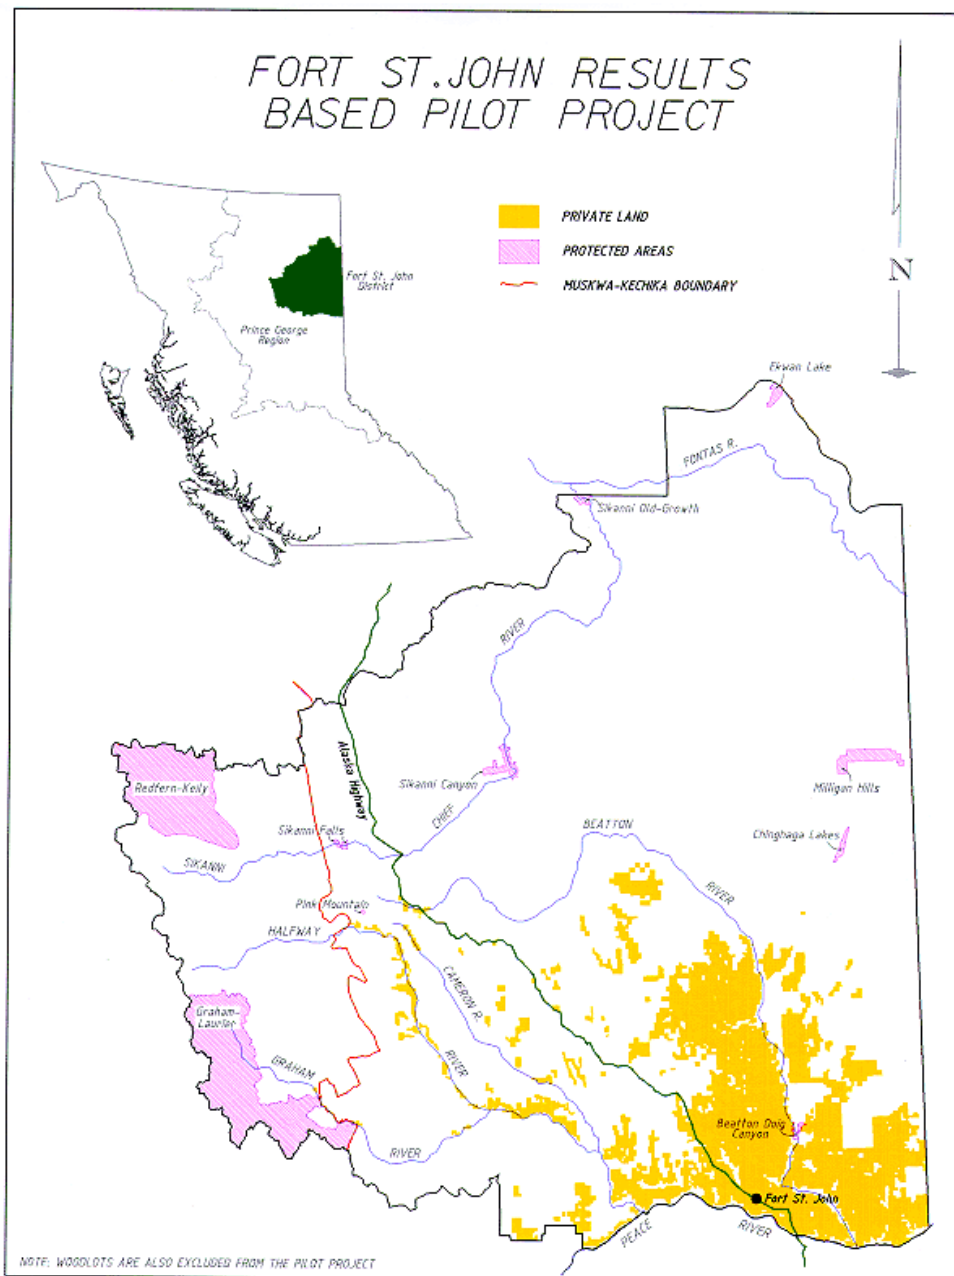 FORT ST.JOHN RESULTS
BASED PILOT PROJECT
PRIVATE LAND
PROTECTED AREAS
MUSKWA-KECHIKA BOUNDARY
N
Fort St. John
District
Prince George
Region
Ekwan Lake
FONTAS R.
Sikanni Old-Growth
RIVER
Alaska Highway
Redfern-Keily
Sikanni Canyon
Milligan Hills
CHIEF
Sikanni Falls
BEATTON
Chinghaga Lakes
SIKANNI
RIVER
Pink Mountain
HALFWAY
CAMERON R.
Graham-
Laurier
GRAHAM
RIVER
Beatton Doig
Canyon
RIVER
Fort St. John
PEACE
RIVER
NOTE: WOODLOTS ARE ALSO EXCLUDED FROM THE PILOT PROJECT